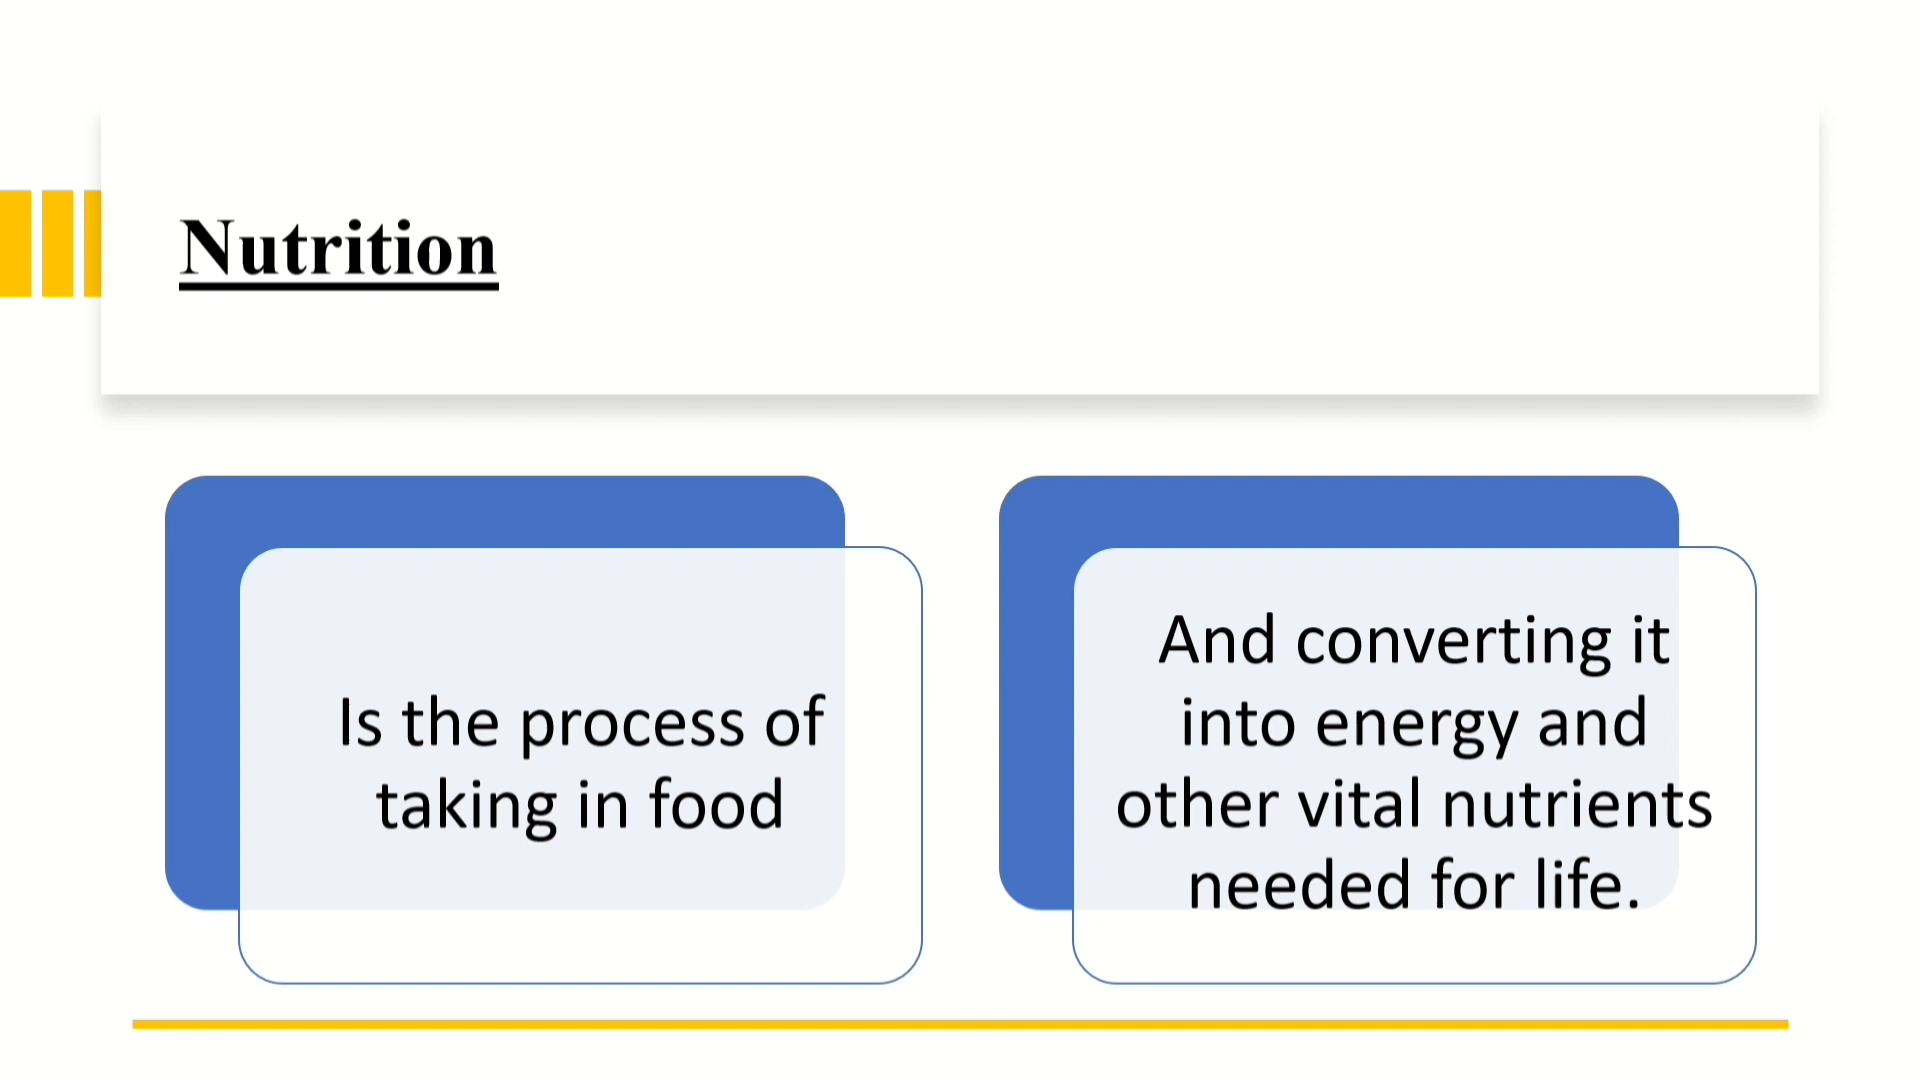 Nutrition
Is the process of
taking in food
And converting it
into energy and
other vital nutrients
needed for life.